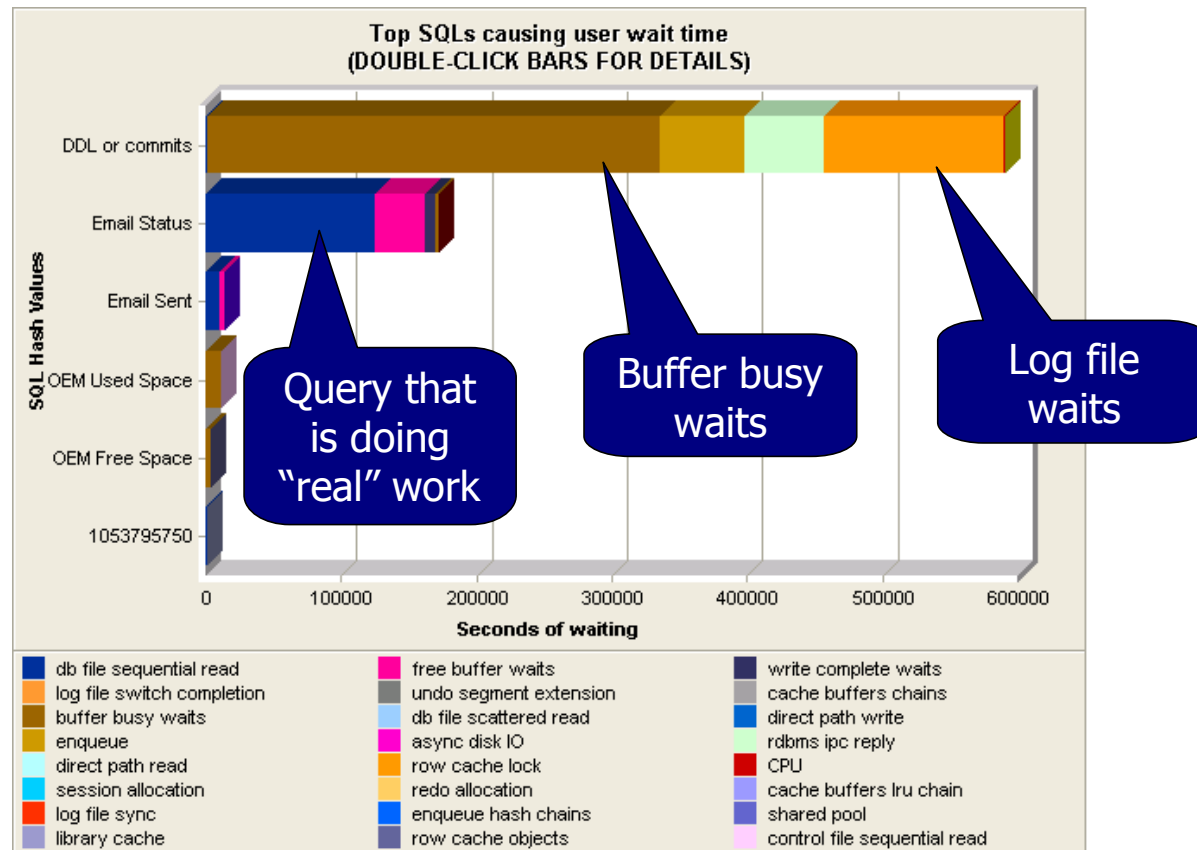 Top SQLs causing user wait time
(DOUBLE-CLICK BARS FOR DETAILS)
SQL Hash Values
DDL or commits
Email Status
Email Sent
OEM Used Space
OEM Free Space
1053795750
Query that
is doing
“real” work
Buffer busy
waits
Log file
waits
0 100000 200000 300000 400000 500000 600000
Seconds of waiting
db file sequential read
log file switch completion
buffer busy waits
enqueue
direct path read
session allocation
log file sync
library cache
free buffer waits
undo segment extension
db file scattered read
async disk IO
row cache lock
redo allocation
enqueue hash chains
row cache objects
write complete waits
cache buffers chains
direct path write
rdbms ipc reply
CPU
cache buffers lru chain
shared pool
control file sequential read